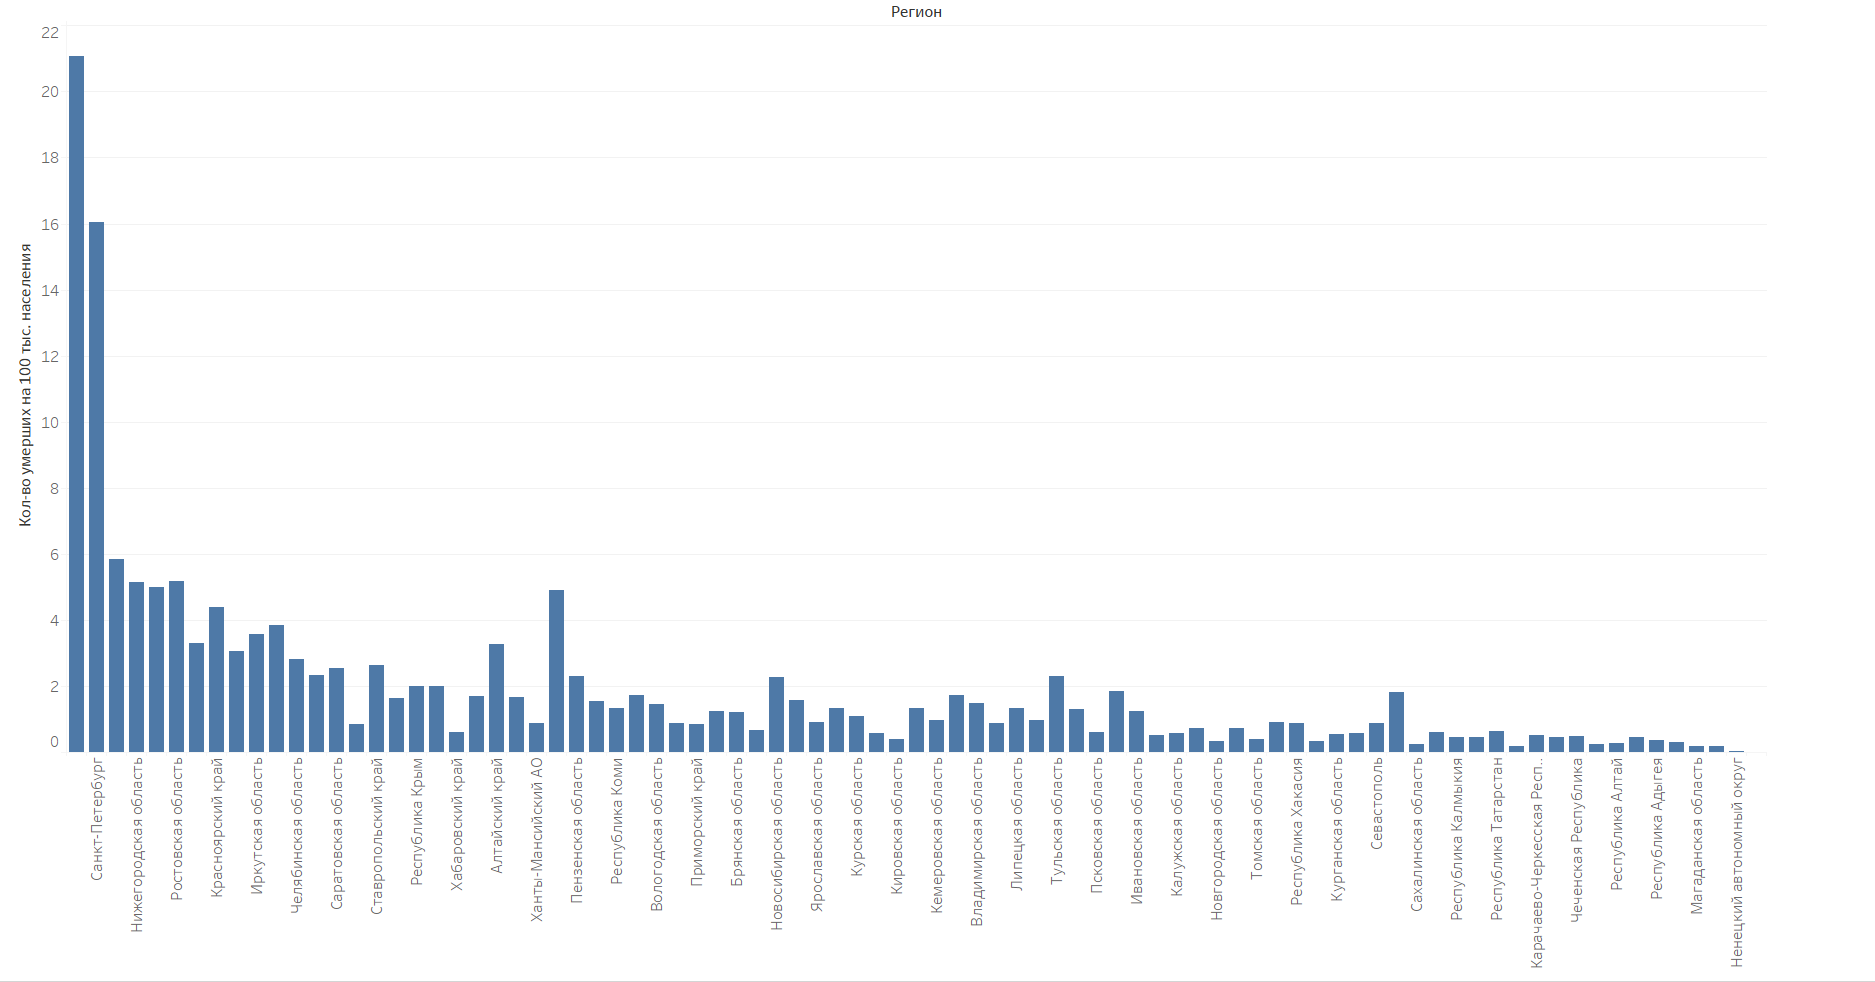 Регион
22
20
18
16
14
12
10
8
6
4
2
0
Кол-во умерших на 100 тыс. населения
Санкт-Петербург
Нижегородская область
Ростовская область
Красноярский край
Иркутская область
Челябинская область
Саратовская область
Ставропольский край
Республика Крым
Хабаровский край
Алтайский край
Ханты-Мансийский АО
Пензенская область
Республика Коми
Вологодская область
Приморский край
Брянская область
Новосибирская область
Ярославская область
Курская область
Кировская область
Кемеровская область
Владимирская область
Липецкая область
Тульская область
Псковская область
Ивановская область
Калужская область
Новгородская область
Томская область
Республика Хакасия
Курганская область
Севастополь
Сахалинская область
Республика Калмыкия
Республика Татарстан
Карачаево-Черкесская Респ..
Чеченская Республика
Республика Алтай
Республика Адыгея
Магаданская область
Ненецкий автономный округ